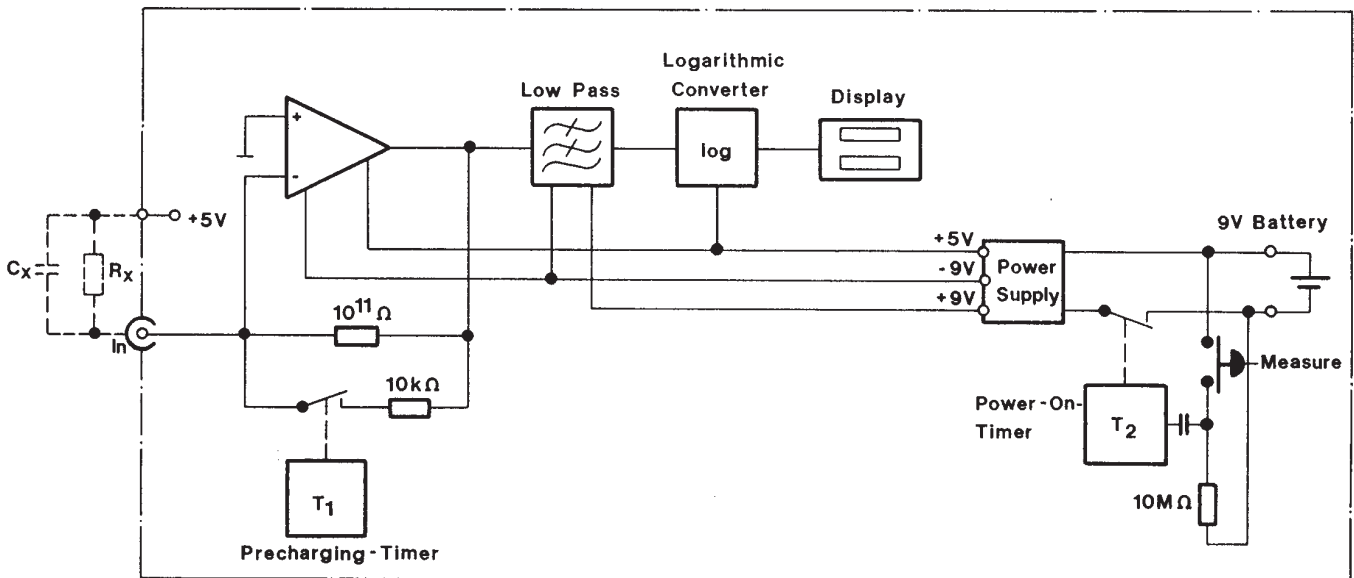 Logarithmic
Converter
Low Pass
Display
+
-
log
+5V
9V Battery
+5V
-9V
+9V
Power
Supply
Cx
Rx
In
10¹¹Ω
10kΩ
Measure
Power-On-
Timer
T2
T1
10MΩ
Precharging-Timer